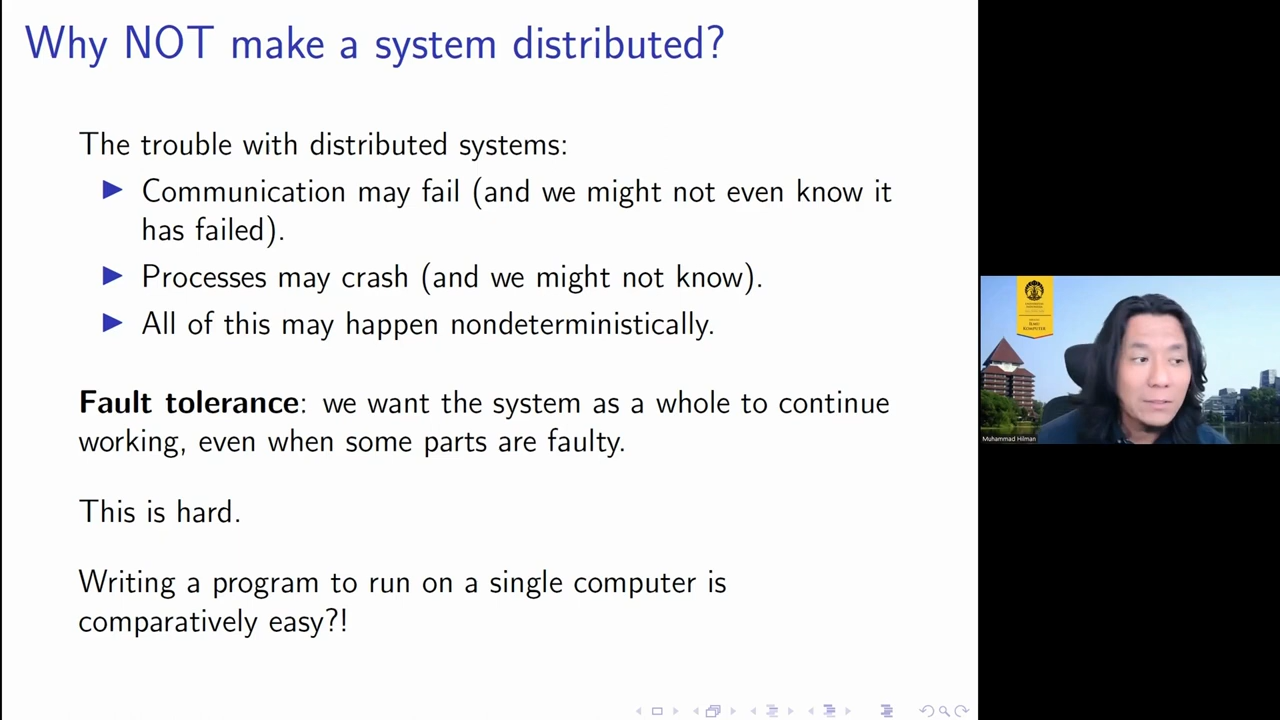 Why NOT make a system distributed?
The trouble with distributed systems:
Communication may fail (and we might not even know it
has failed).
Processes may crash (and we might not know).
All of this may happen nondeterministically.
Fault tolerance: we want the system as a whole to continue
working, even when some parts are faulty.
This is hard.
Writing a program to run on a single computer is
comparatively easy?!
ILMU
KOMPUTER
Muhammad Hilman